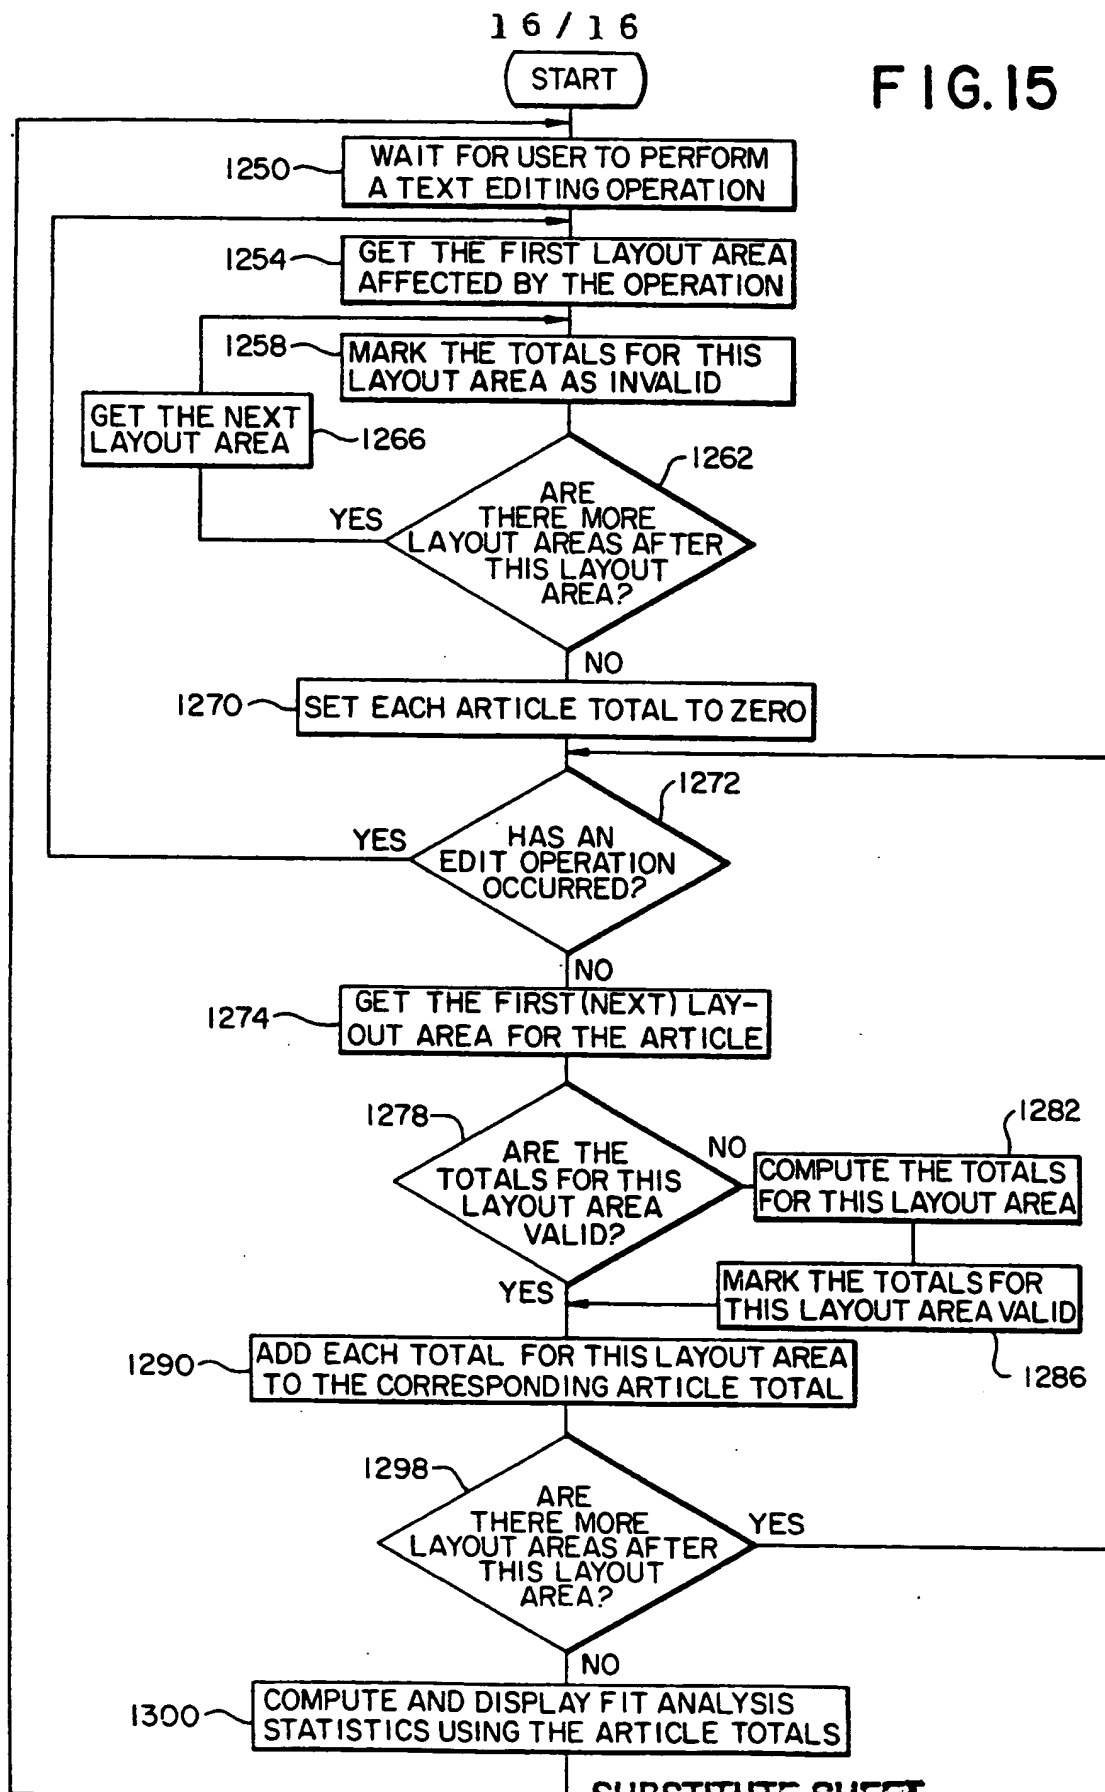 16/16
START
FIG.15
1250
WAIT FOR USER TO PERFORM
A TEXT EDITING OPERATION
1254
GET THE FIRST LAYOUT AREA
AFFECTED BY THE OPERATION
1258
MARK THE TOTALS FOR THIS
LAYOUT AREA AS INVALID
GET THE NEXT
LAYOUT AREA
1266
1262
ARE
THERE MORE
LAYOUT AREAS AFTER
THIS LAYOUT
AREA?
YES
NO
1270
SET EACH ARTICLE TOTAL TO ZERO
1272
HAS AN
EDIT OPERATION
OCCURRED?
YES
NO
1274
GET THE FIRST (NEXT) LAY-
OUT AREA FOR THE ARTICLE
1278
ARE THE
TOTALS FOR THIS
LAYOUT AREA
VALID?
NO
1282
COMPUTE THE TOTALS
FOR THIS LAYOUT AREA
YES
MARK THE TOTALS FOR
THIS LAYOUT AREA VALID
1286
1290
ADD EACH TOTAL FOR THIS LAYOUT AREA
TO THE CORRESPONDING ARTICLE TOTAL
1298
ARE
THERE MORE
LAYOUT AREAS AFTER
THIS LAYOUT
AREA?
YES
NO
1300
COMPUTE AND DISPLAY FIT ANALYSIS
STATISTICS USING THE ARTICLE TOTALS
SUBSTITUTE SHEET